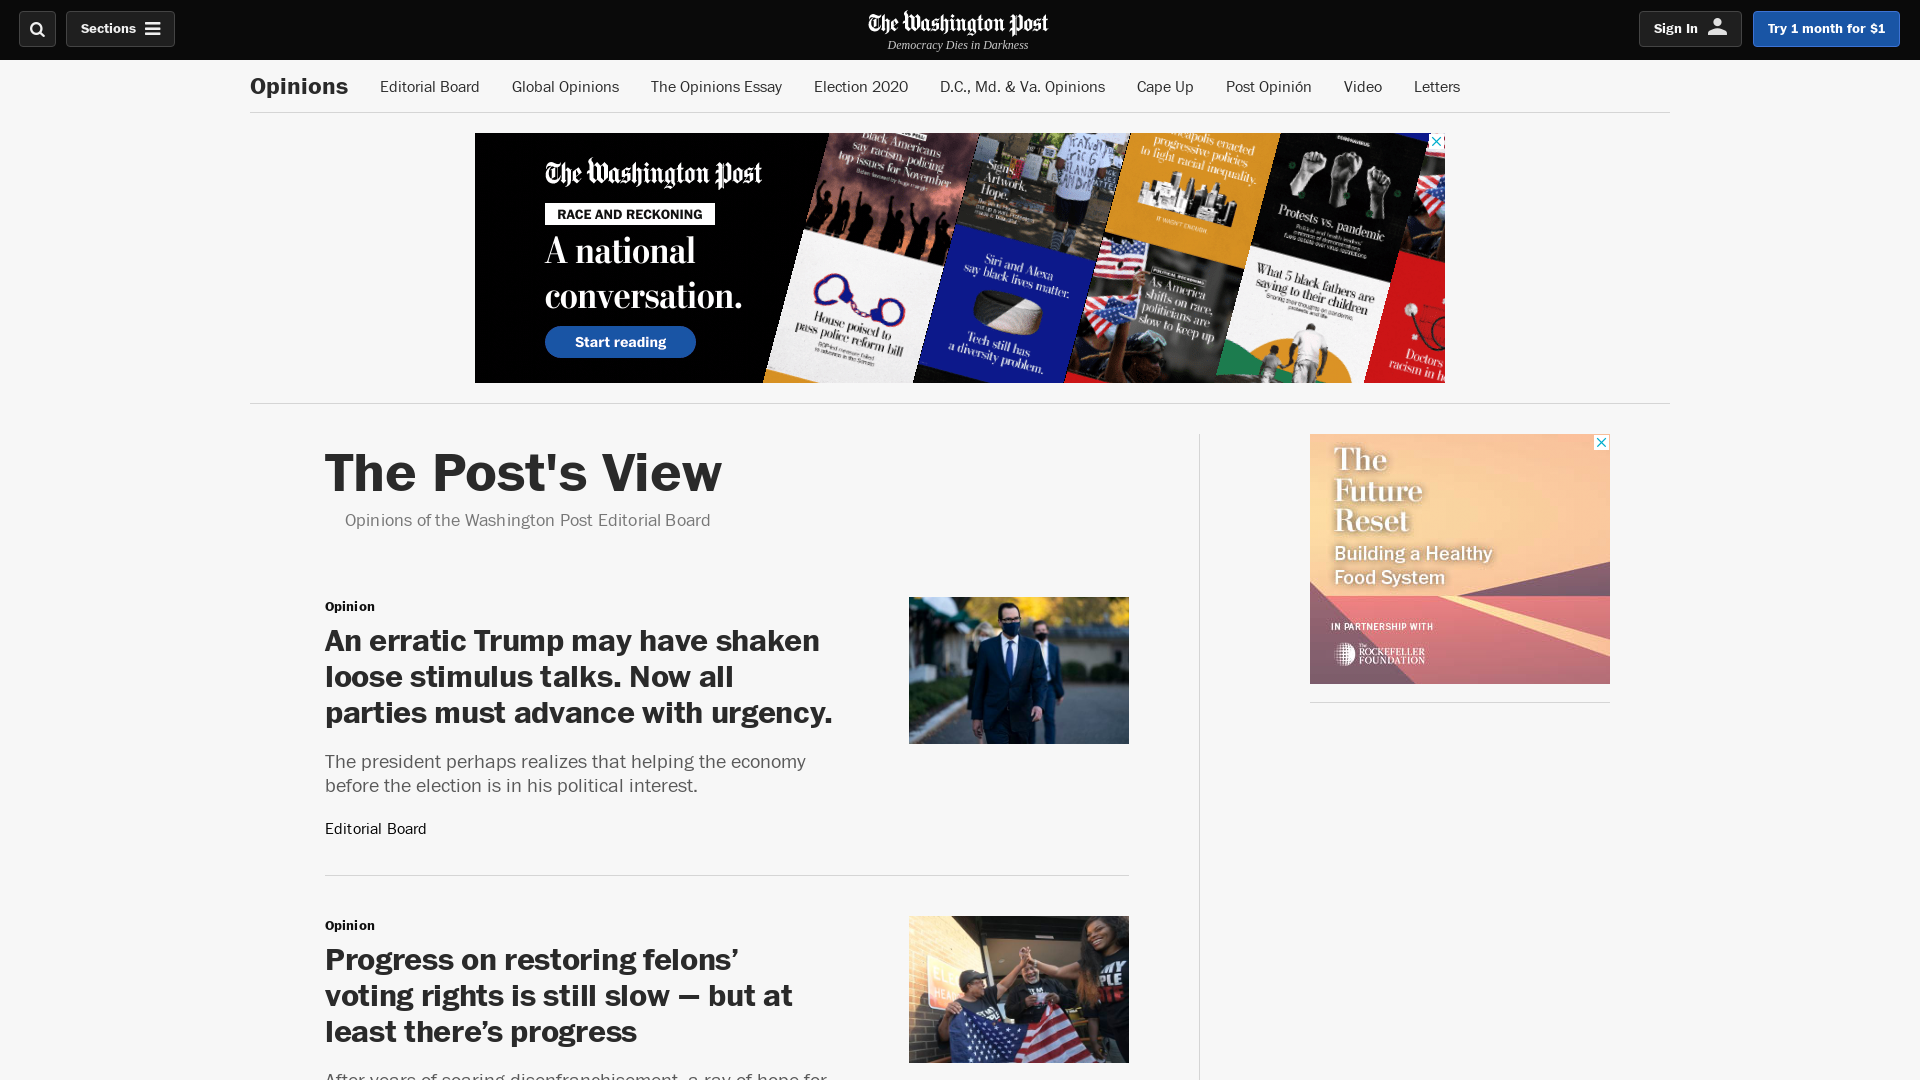 Sections
The Washington Post
Democracy Dies in Darkness
Sign In
Try 1 month for $1
Opinions
Editorial Board
Global Opinions
The Opinions Essay
Election 2020
D.C., Md. & Va. Opinions
Cape Up
Post Opinión
Video
Letters
The Washington Post
RACE AND RECKONING
A national
conversation.
Start reading
Black Americans
say racism, policing
top issues for November
Signs.
Artwork.
Hope.
progressive policies
to fight racial inequality.
IT WASN'T ENOUGH
CORONAVIRUS
Protests vs. pandemic
House poised to
pass police reform bill
Siri and Alexa
say black lives matter.
Tech still has
a diversity problem.
As America
shifts on race,
politicians are
slow to keep up
What 5 black fathers are
saying to their children
Doctors
racism in
The Post's View
Opinions of the Washington Post Editorial Board
Opinion
An erratic Trump may have shaken
loose stimulus talks. Now all
parties must advance with urgency.
The president perhaps realizes that helping the economy
before the election is in his political interest.
Editorial Board
Opinion
Progress on restoring felons’
voting rights is still slow — but at
least there’s progress
After years of soaring disenfranchisement, a ray of hope for
The
Future
Reset
Building a Healthy
Food System
IN PARTNERSHIP WITH
The
ROCKEFELLER
FOUNDATION